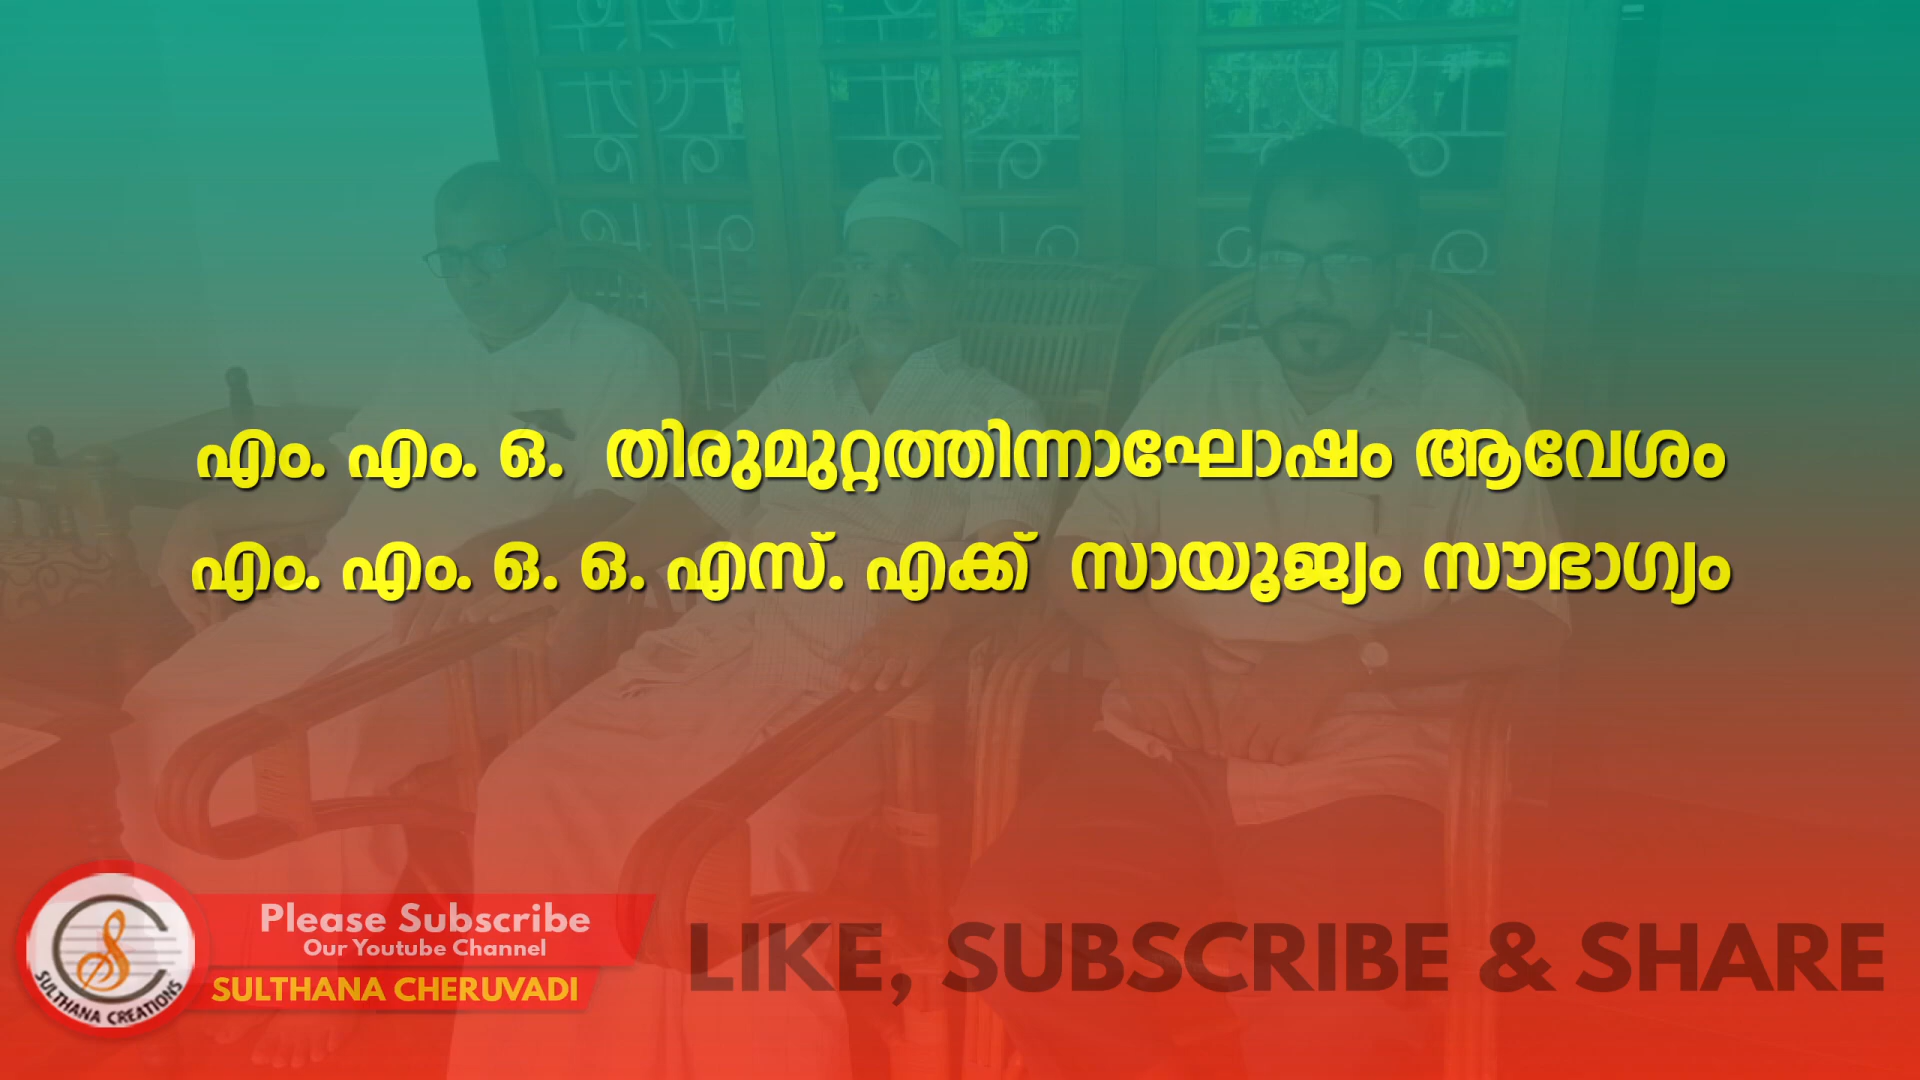 എം. എം. ഒ. തിരുമുറ്റത്തിന്നാഘോഷം ആവേശം
എം. എം. ഒ. ഒ. എസ്. എക്ക് സായൂജ്യം സൗഭാഗ്യം
Please Subscribe
Our Youtube Channel
SULTHANA CHERUVADI
SULTHANA CREATIONS
LIKE, SUBSCRIBE & SHARE